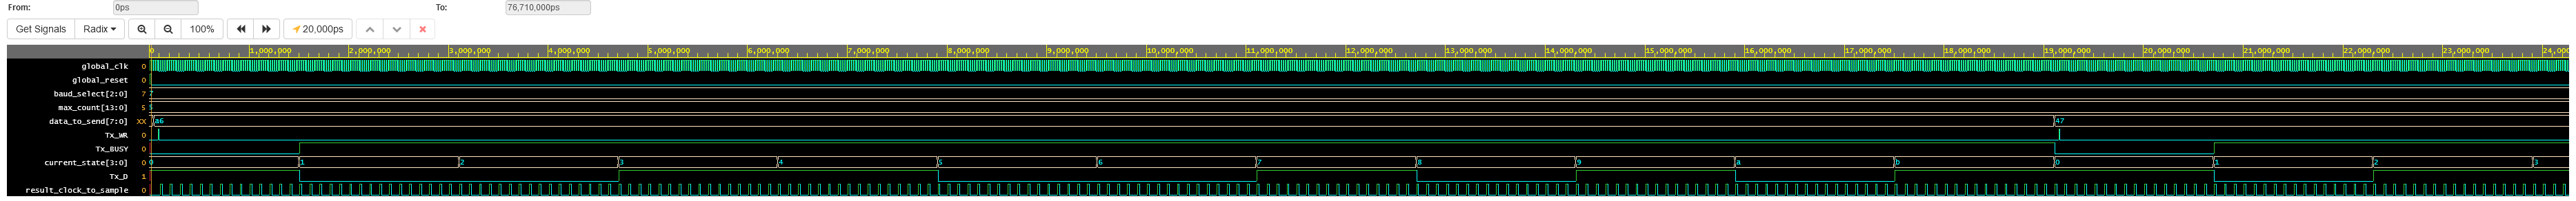 From: 0ps To: 76,710,000ps
Get Signals Radix 100% 20,000ps
0 1,000,000 2,000,000 3,000,000 4,000,000 5,000,000 6,000,000 7,000,000 8,000,000 9,000,000 10,000,000 11,000,000 12,000,000 13,000,000 14,000,000 15,000,000 16,000,000 17,000,000 18,000,000 19,000,000 20,000,000 21,000,000 22,000,000 23,000,000 24,000
global_clk 0
global_reset 0
baud_select[2:0] 7 7
max_count[13:0] 5 5
data_to_send[7:0] XX a6 47
Tx_WR 0
Tx_BUSY 0
current_state[3:0] 0 0 1 2 3 4 5 6 7 8 9 a b 0 1 2 3
Tx_D 1
result_clock_to_sample 0